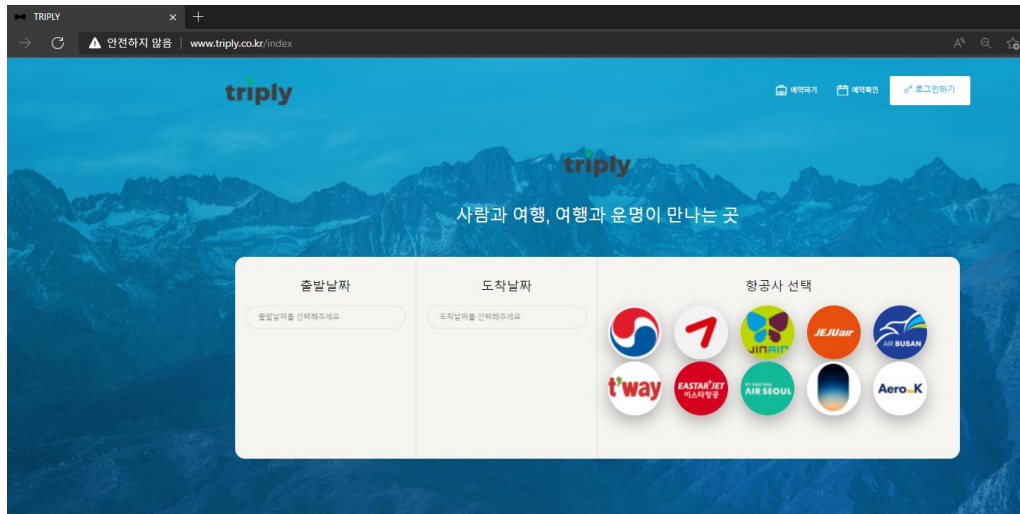 TRIPLY
안전하지 않음 | www.triply.co.kr/index
triply
예약하기 예약확인 로그인하기
triply
사람과 여행, 여행과 운명이 만나는 곳
출발날짜 도착날짜 항공사 선택
출발날짜를 선택해주세요 도착날짜를 선택해주세요
JINAIR JEJUair AIR BUSAN
t'way EASTAR JET 이스타항공 It's mint time AIR SEOUL Aero K